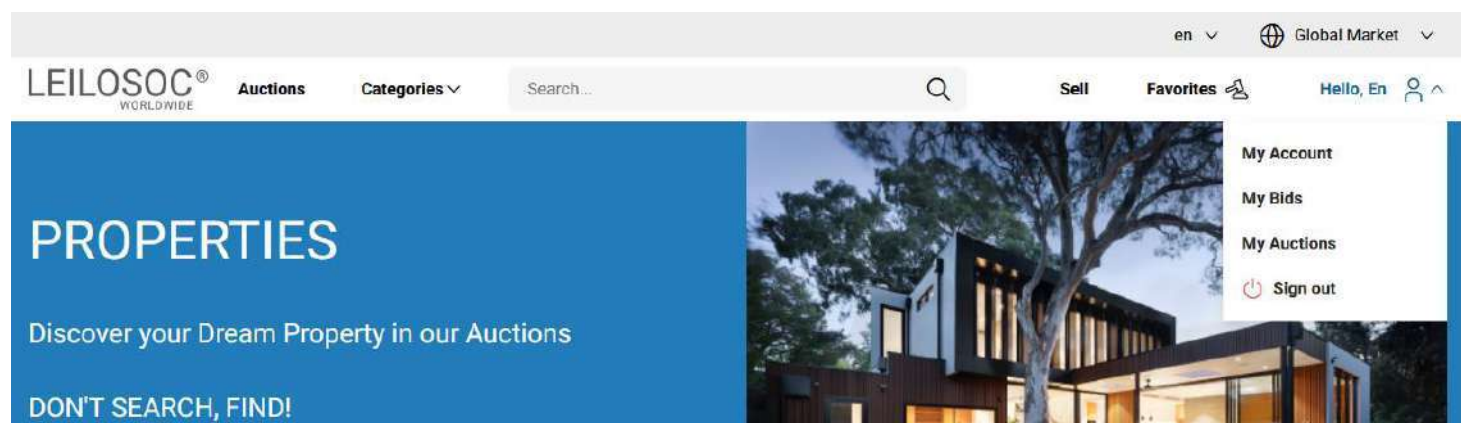 en Global Market
LEILOSOC® Auctions Categories Search... Sell Favorites Hello, En
WORLDWIDE
My Account
My Bids
My Auctions
Sign out
PROPERTIES
Discover your Dream Property in our Auctions
DON'T SEARCH, FIND!